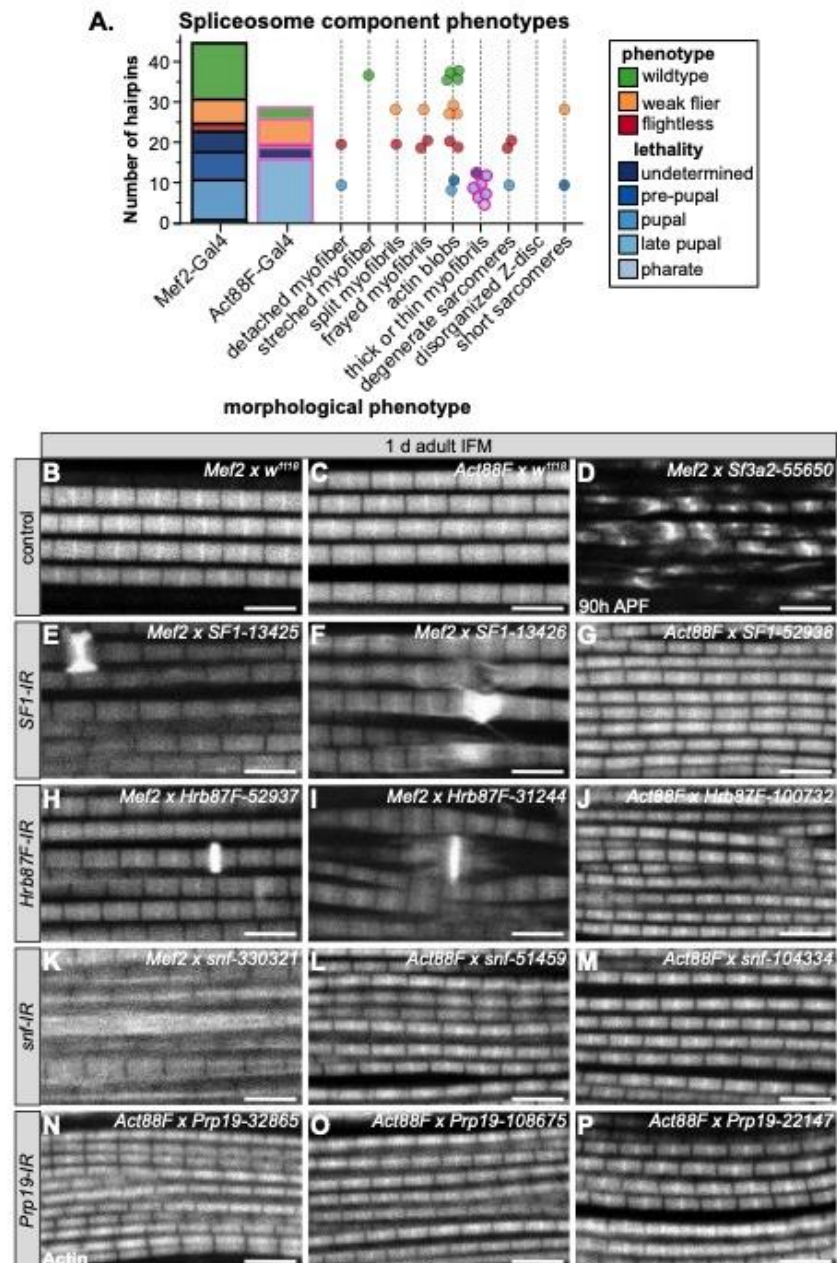 A.
Spliceosome component phenotypes
Number of hairpins
40
30
20
10
0
Mef2-Gal4
Act88F-Gal4
detached myofiber
streched myofiber
split myofibrils
frayed myofibrils
actin blobs
thick or thin myofibrils
degenerate sarcomeres
disorganized Z-disc
short sarcomeres
morphological phenotype
phenotype
wildtype
weak flier
flightless
lethality
undetermined
pre-pupal
pupal
late pupal
pharate
1 d adult IFM
control
B Mef2 x w1118
C Act88F x w1118
D Mef2 x Sf3a2-55650
90h APF
SF1-IR
E Mef2 x SF1-13425
F Mef2 x SF1-13426
G Act88F x SF1-52938
Hrb87F-IR
H Mef2 x Hrb87F-52937
I Mef2 x Hrb87F-31244
J Act88F x Hrb87F-100732
snf-IR
K Mef2 x snf-330321
L Act88F x snf-51459
M Act88F x snf-104334
Prp19-IR
N Act88F x Prp19-32865
O Act88F x Prp19-108675
P Act88F x Prp19-22147
Actin